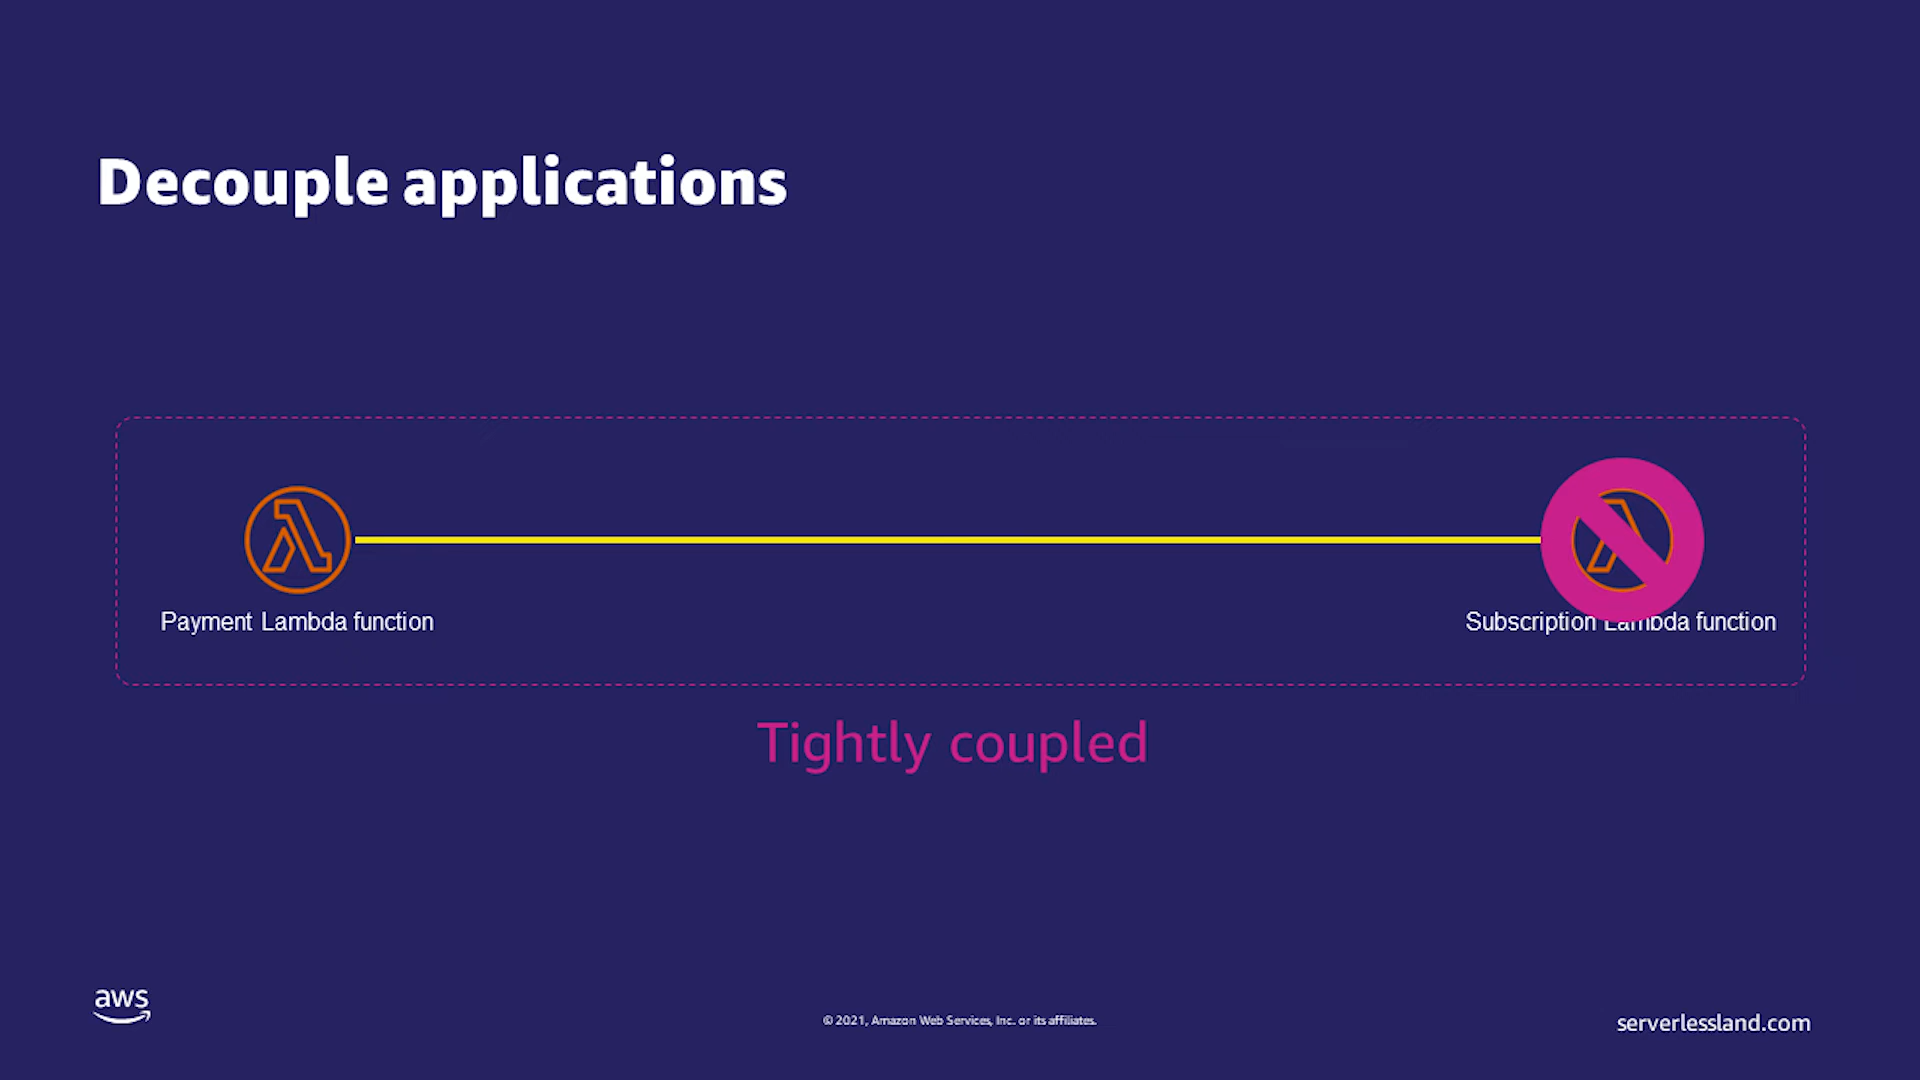 Decouple applications
Payment Lambda function
Subscription Lambda function
Tightly coupled
aws
© 2021, Amazon Web Services, Inc. or its affiliates.
serverlessland.com